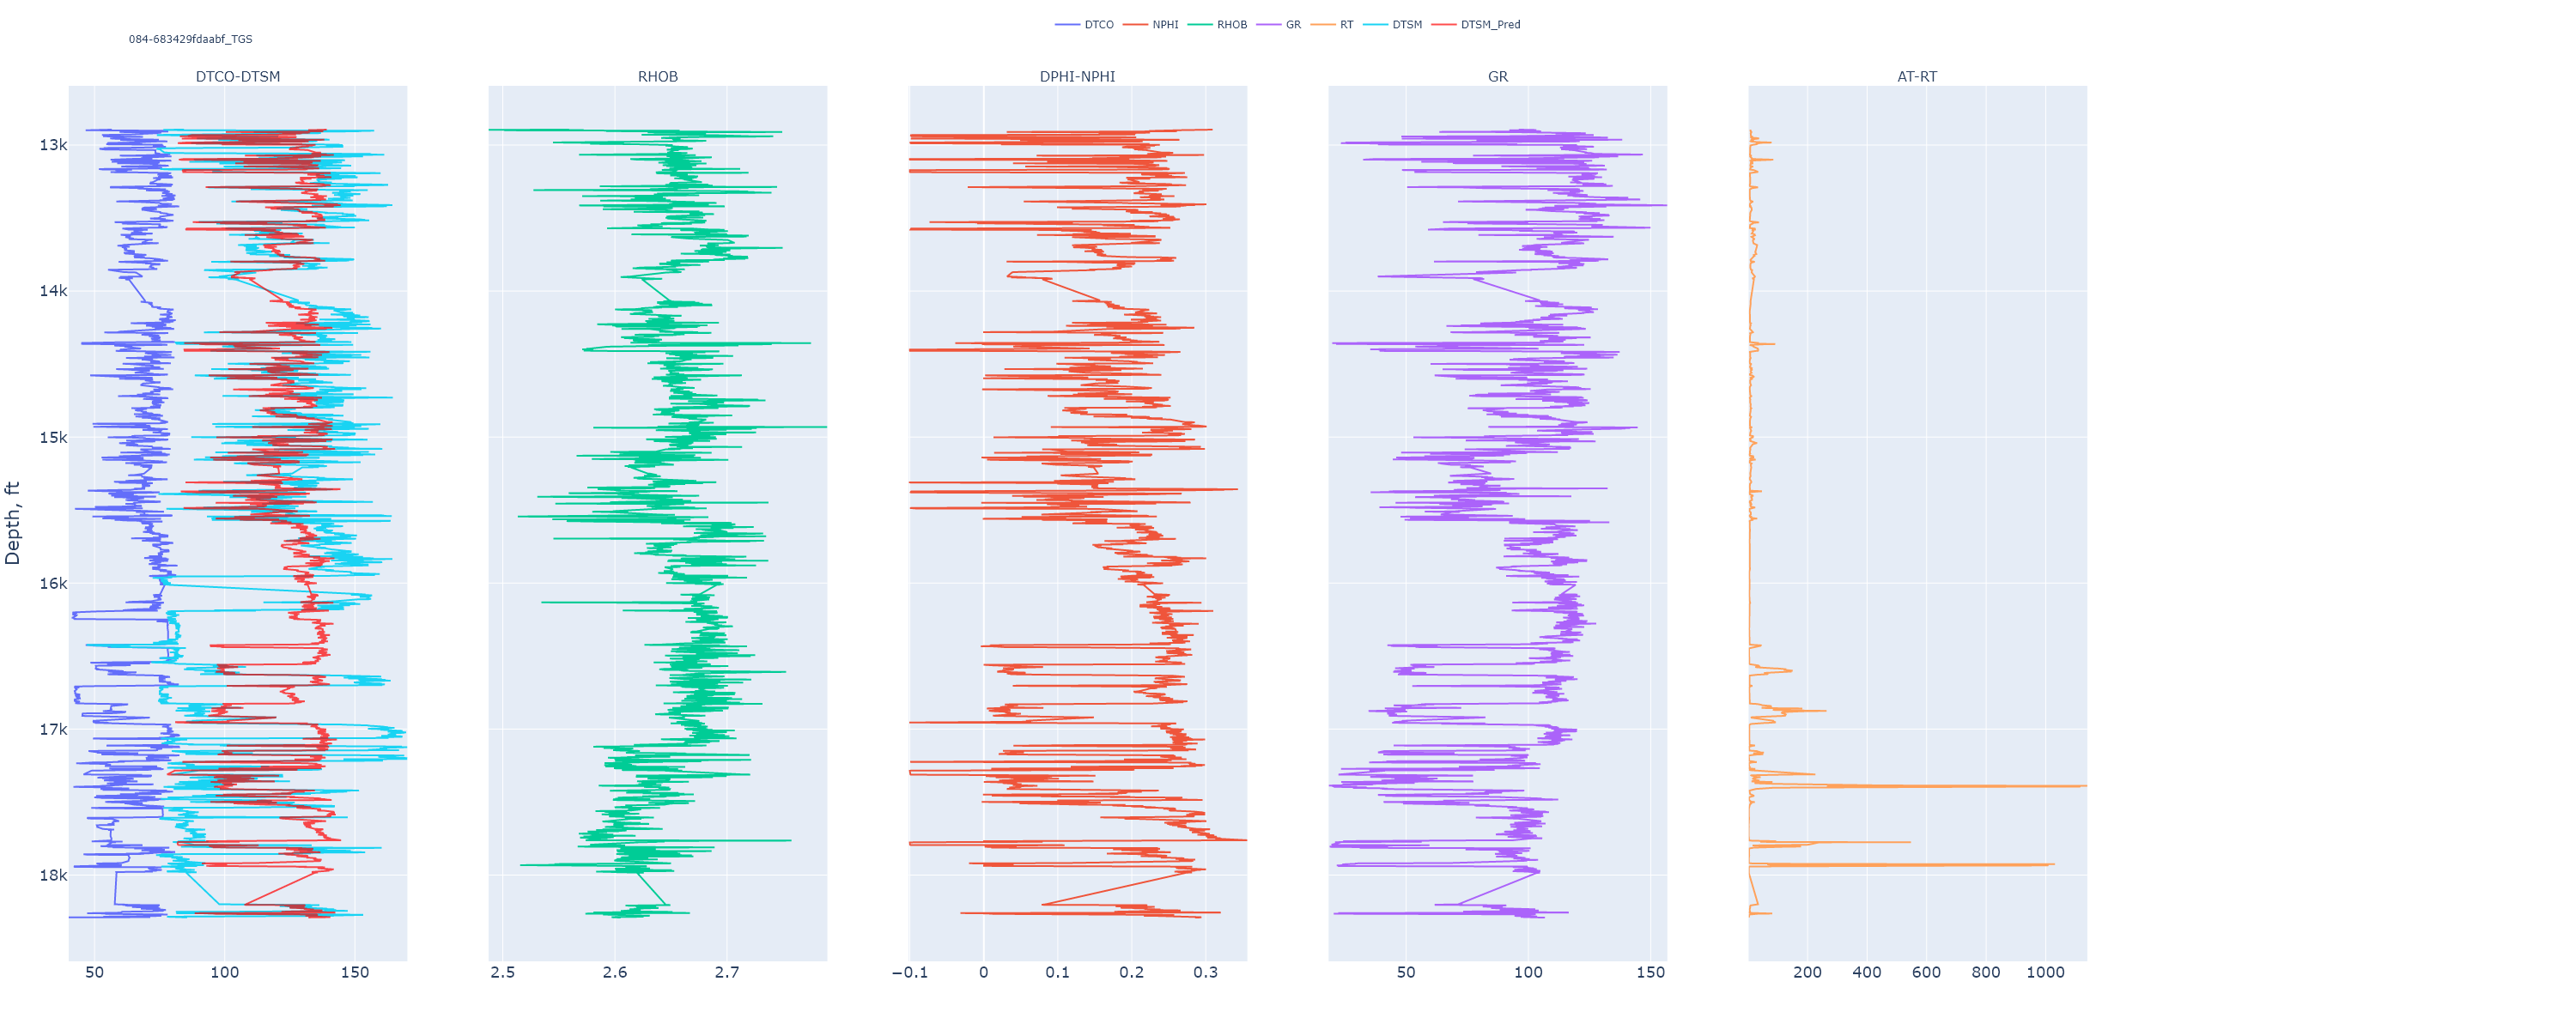 DTCO NPHI RHOB GR RT DTSM DTSM_Pred
084-683429fdaabf_TGS
DTCO-DTSM RHOB DPHI-NPHI GR AT-RT
13k
14k
15k
Depth, ft
16k
17k
18k
50 100 150 2.5 2.6 2.7 −0.1 0 0.1 0.2 0.3 50 100 150 200 400 600 800 1000